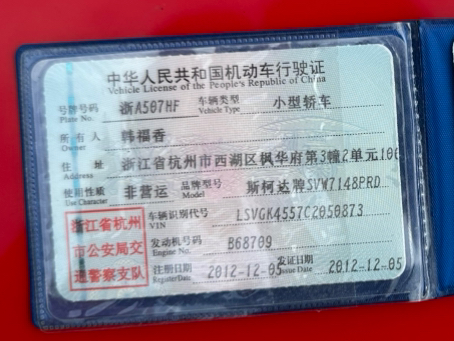 中华人民共和国机动车行驶证
Vehicle License of the People's Republic of China
号牌号码 浙A507HF 车辆类型 小型轿车
Plate No. Vehicle Type
所有人 韩福香
Owner
住址 浙江省杭州市西湖区枫华府第3幢2单元100
Address
使用性质 非营运 品牌型号 斯柯达牌SVW7148PRD
Use Character Model
浙江省杭州 车辆识别代号 LSVGK4557C2050873
VIN
市公安局交 发动机号码 B68709
Engine No.
通警察支队 注册日期 2012-12-05 发证日期 2012-12-05
Register Date Issue Date